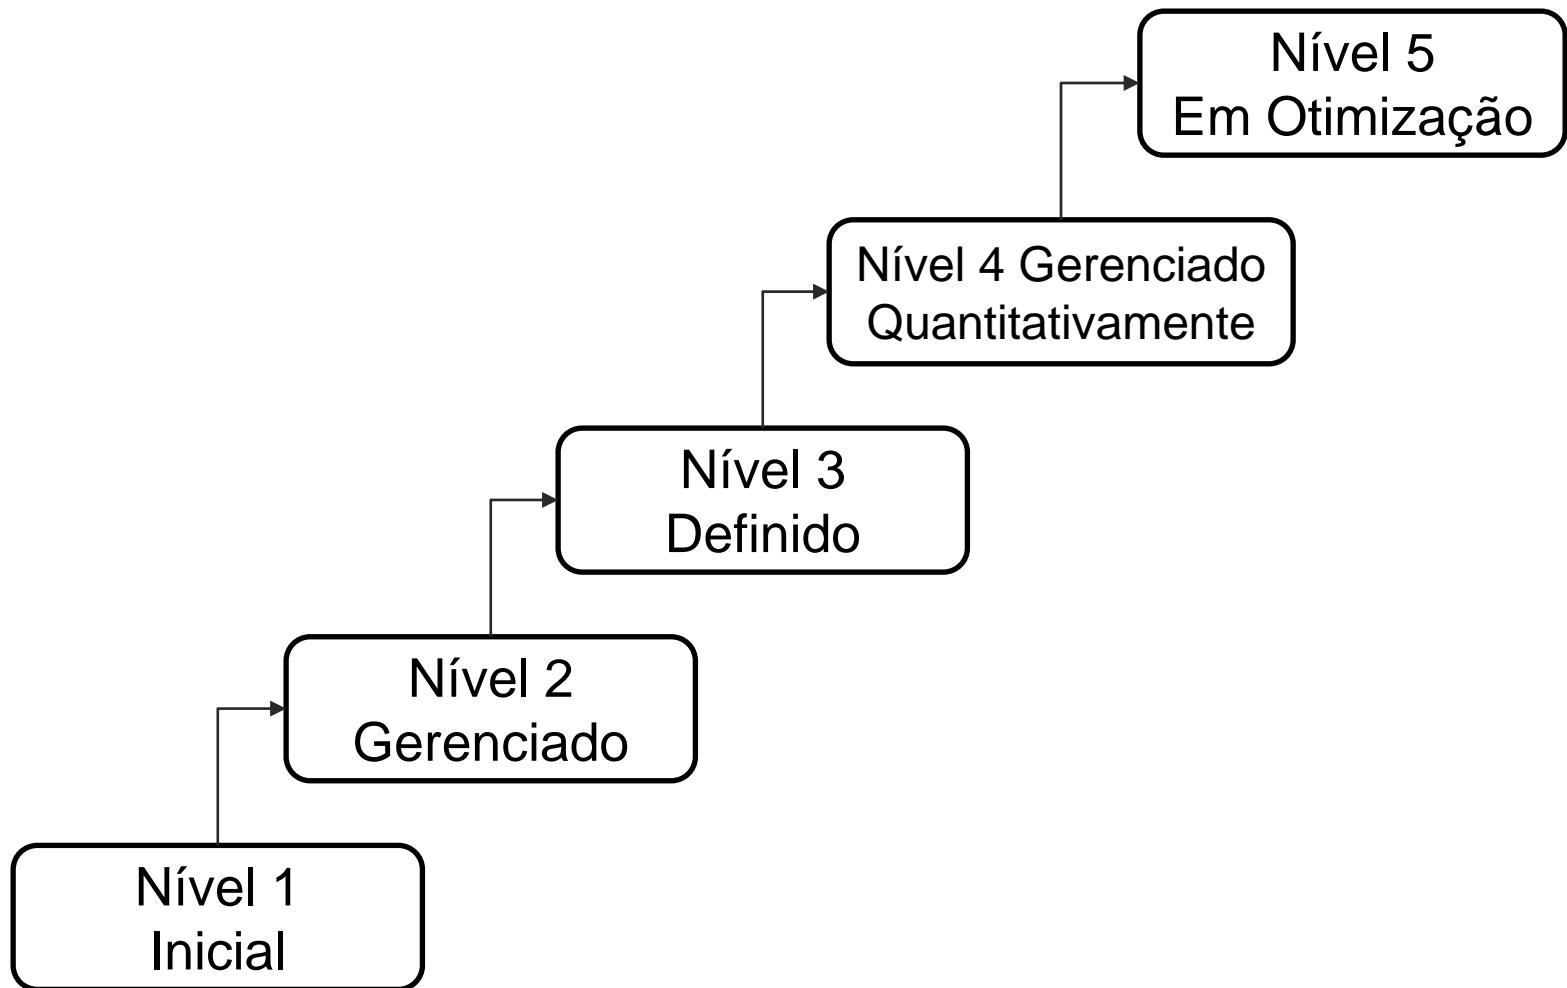 Nível 5
Em Otimização
Nível 4 Gerenciado
Quantitativamente
Nível 3
Definido
Nível 2
Gerenciado
Nível 1
Inicial